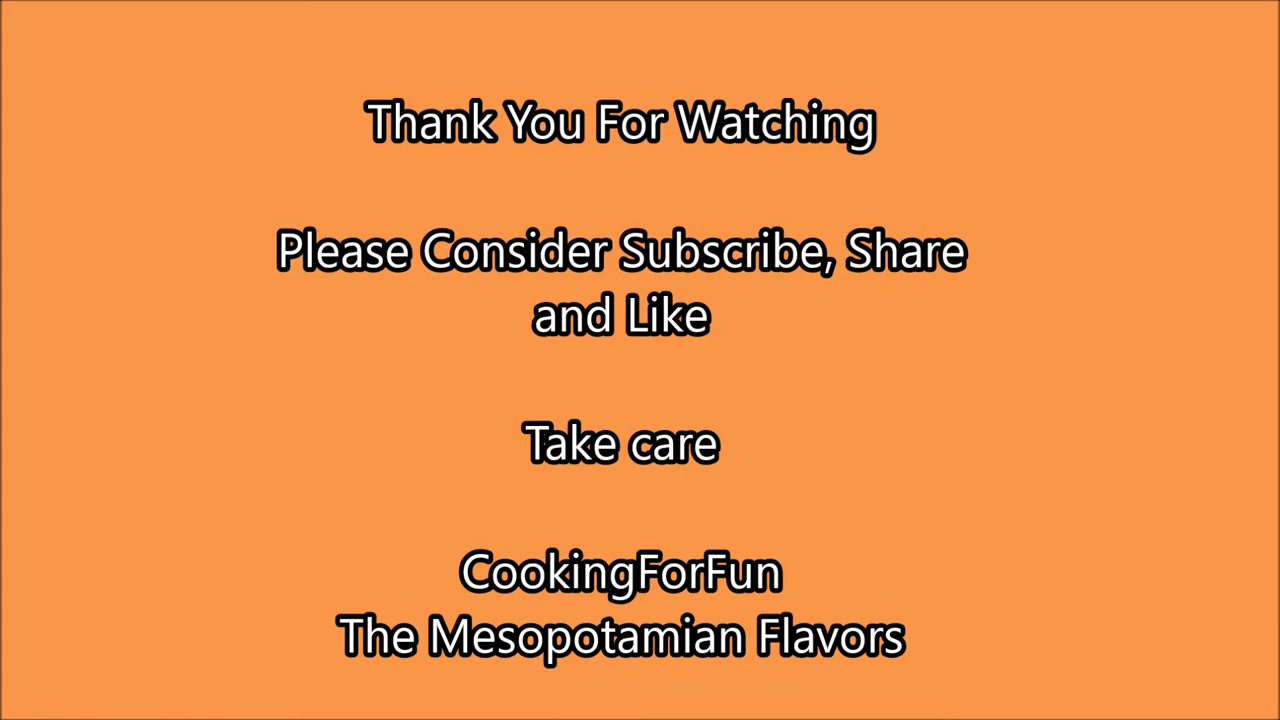 Thank You For Watching
Please Consider Subscribe, Share
and Like
Take care
CookingForFun
The Mesopotamian Flavors